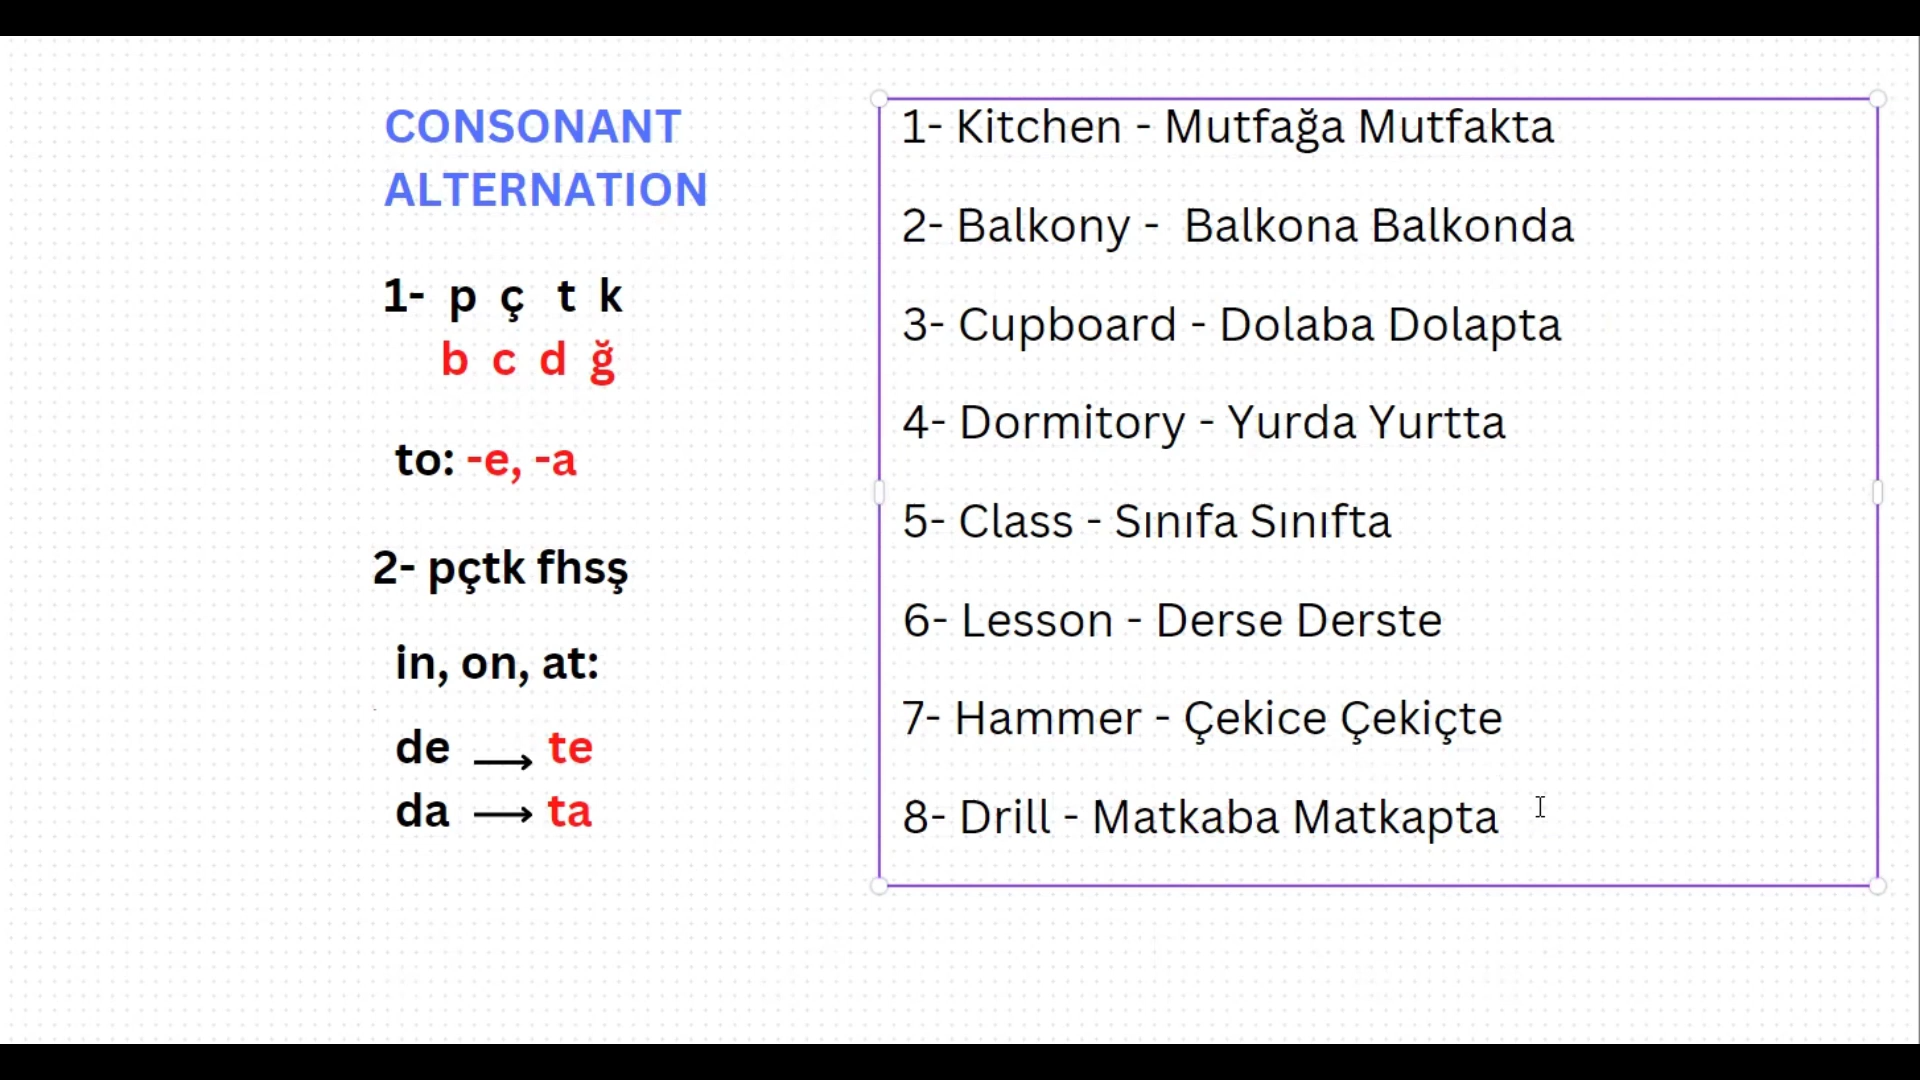 CONSONANT
ALTERNATION
1- p ç t k
b c d ğ
to: -e, -a
2- pçtk fhsş
in, on, at:
de → te
da → ta
1- Kitchen - Mutfağa Mutfakta
2- Balkony - Balkona Balkonda
3- Cupboard - Dolaba Dolapta
4- Dormitory - Yurda Yurtta
5- Class - Sınıfa Sınıfta
6- Lesson - Derse Derste
7- Hammer - Çekice Çekiçte
8- Drill - Matkaba Matkapta